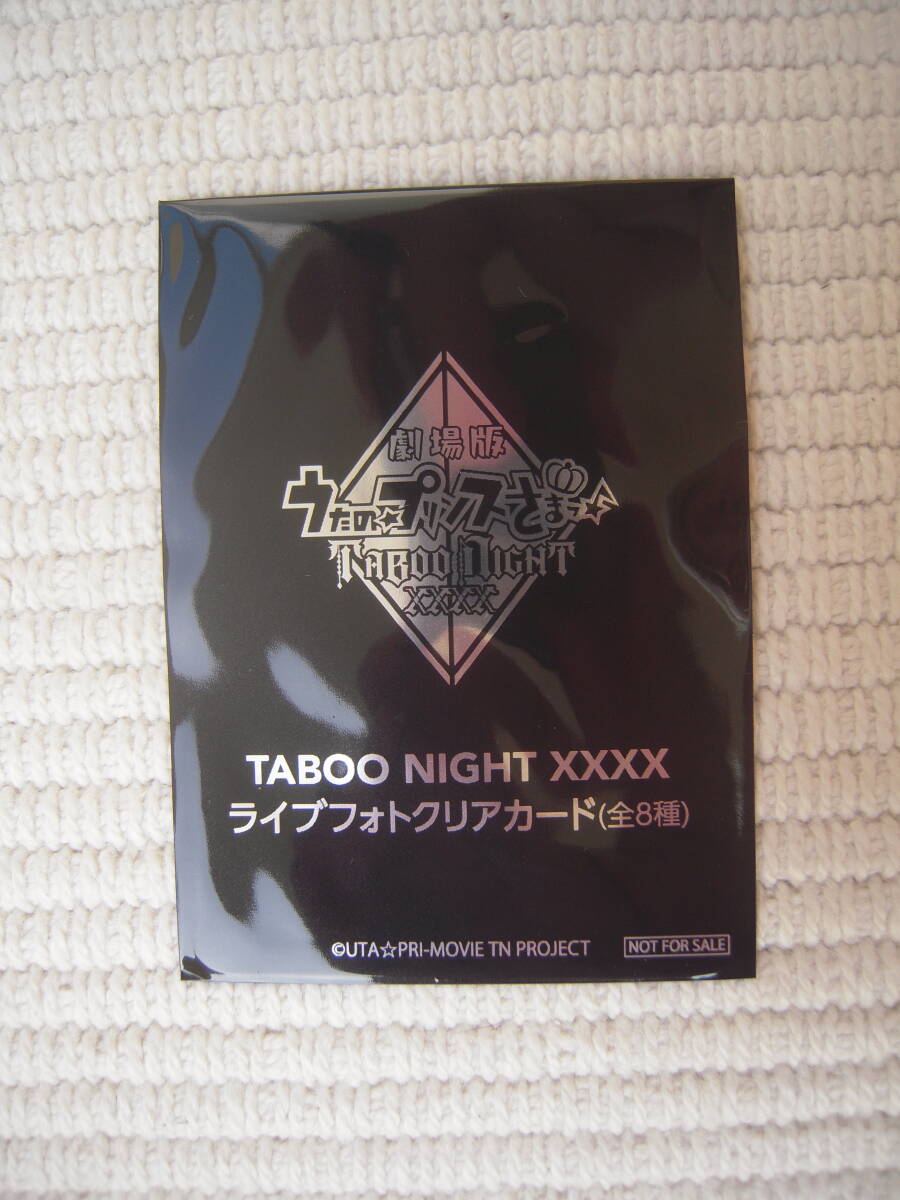 劇場版
うたの☆プリンスさまっ♪
TABOO NIGHT
XXXX
TABOO NIGHT XXXX
ライブフォトクリアカード(全8種)
©UTA☆PRI-MOVIE TN PROJECT
NOT FOR SALE